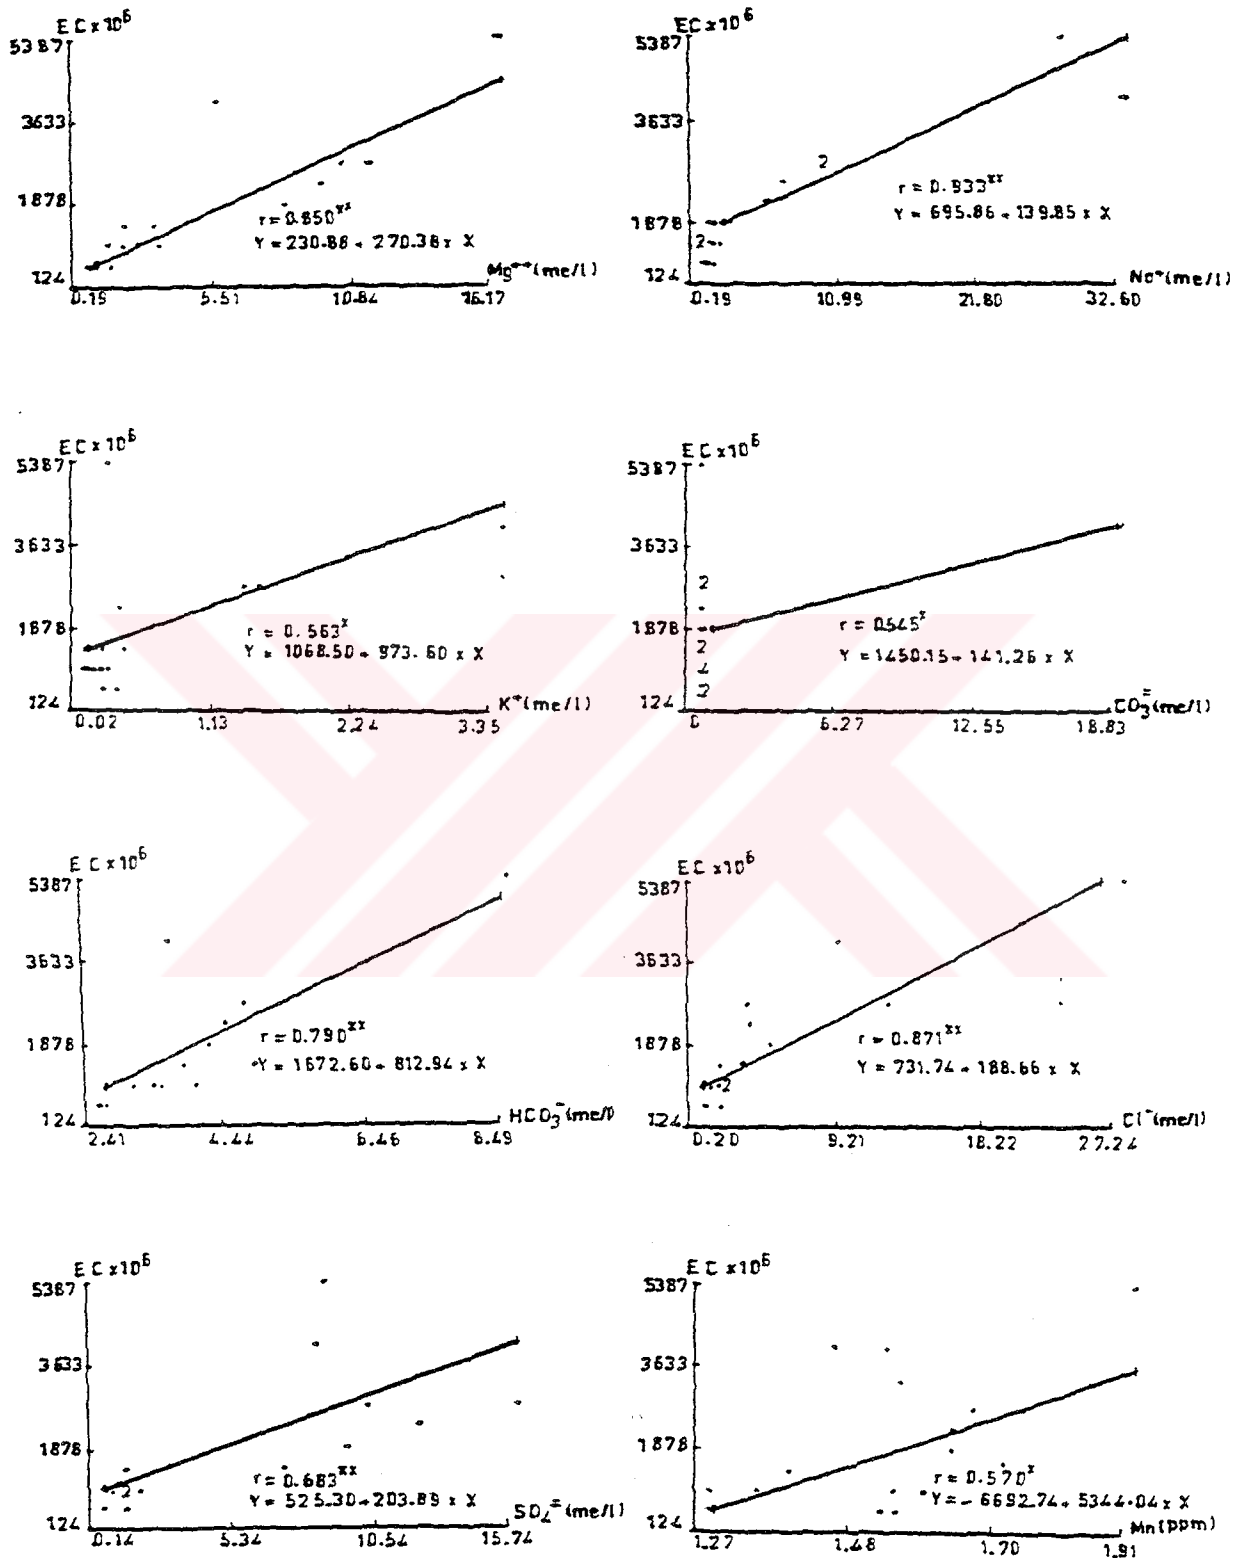 EC x 10⁶
5387
3633
1878
124
r = 0.850ˣˣ
Y = 230.88 + 270.38 x X
Mg⁺⁺(me/l)
0.19 5.51 10.84 16.17
EC x 10⁶
5387
3633
2
1878
2
124
r = 0.933ˣˣ
Y = 695.86 + 139.85 x X
Na⁺(me/l)
0.19 10.99 21.80 32.60
EC x 10⁶
5387
3633
1878
124
r = 0.563ˣ
Y = 1068.50 + 973.60 x X
K⁺(me/l)
0.02 1.13 2.24 3.35
EC x 10⁶
5387
3633
2
1878
2
4
2
124
r = 0.545ˣ
Y = 1450.15 + 141.26 x X
CO₃⁼(me/l)
0 6.27 12.55 18.83
EC x 10⁶
5387
3633
1878
124
r = 0.790ˣˣ
Y = 1672.60 + 812.94 x X
HCO₃⁻(me/l)
2.41 4.44 6.46 8.49
EC x 10⁶
5387
3633
1878
2
124
r = 0.871ˣˣ
Y = 731.74 + 188.66 x X
Cl⁻(me/l)
0.20 9.21 18.22 27.24
EC x 10⁶
5387
3633
1878
2
124
r = 0.683ˣˣ
Y = 525.30 + 203.89 x X
SO₄⁼(me/l)
0.14 5.34 10.54 15.74
EC x 10⁶
5387
3633
1878
124
r = 0.570ˣ
Y = - 6692.74 + 5344.04 x X
Mn(ppm)
1.27 1.48 1.70 1.91